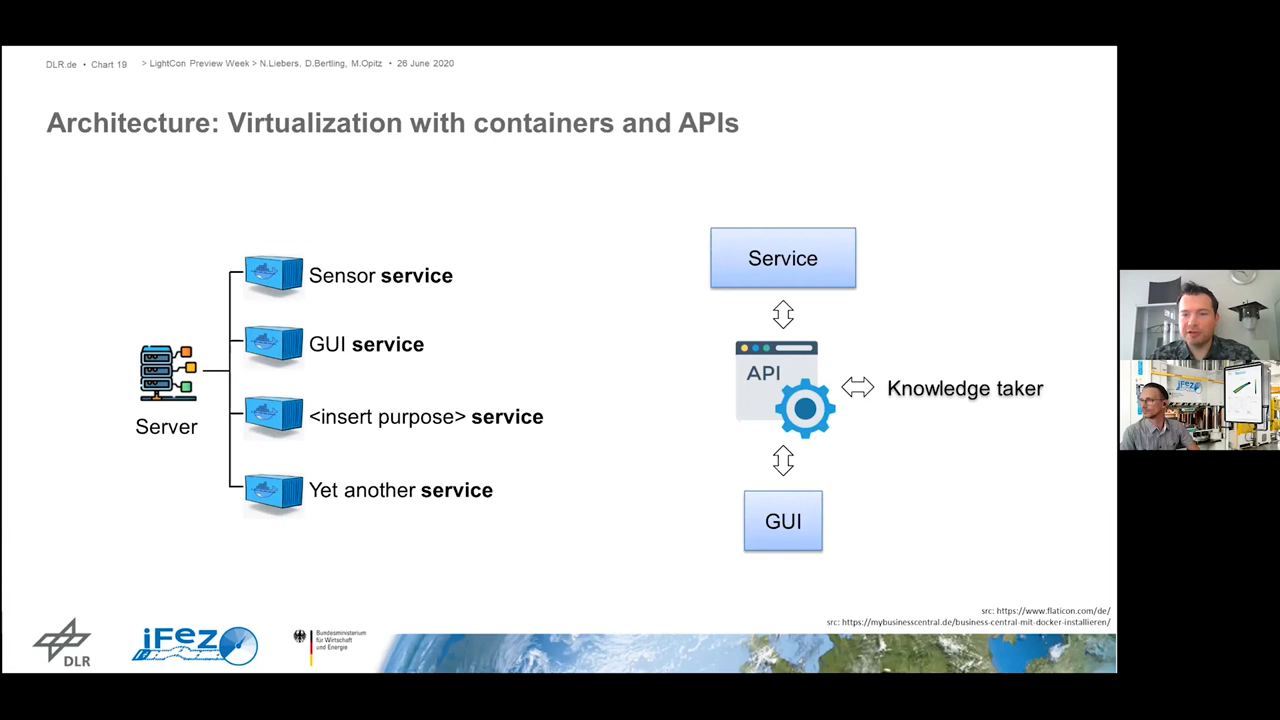 DLR.de • Chart 19 > LightCon Preview Week > N.Liebers, D.Bertling, M.Opitz • 26 June 2020
Architecture: Virtualization with containers and APIs
Sensor service
GUI service
<insert purpose> service
Yet another service
Server
Service
API
Knowledge taker
GUI
src: https://www.flaticon.com/de/
src: https://mybusinesscentral.de/business-central-mit-docker-installieren/
DLR
iFez
Bundesministerium
für Wirtschaft
und Energie
iFez